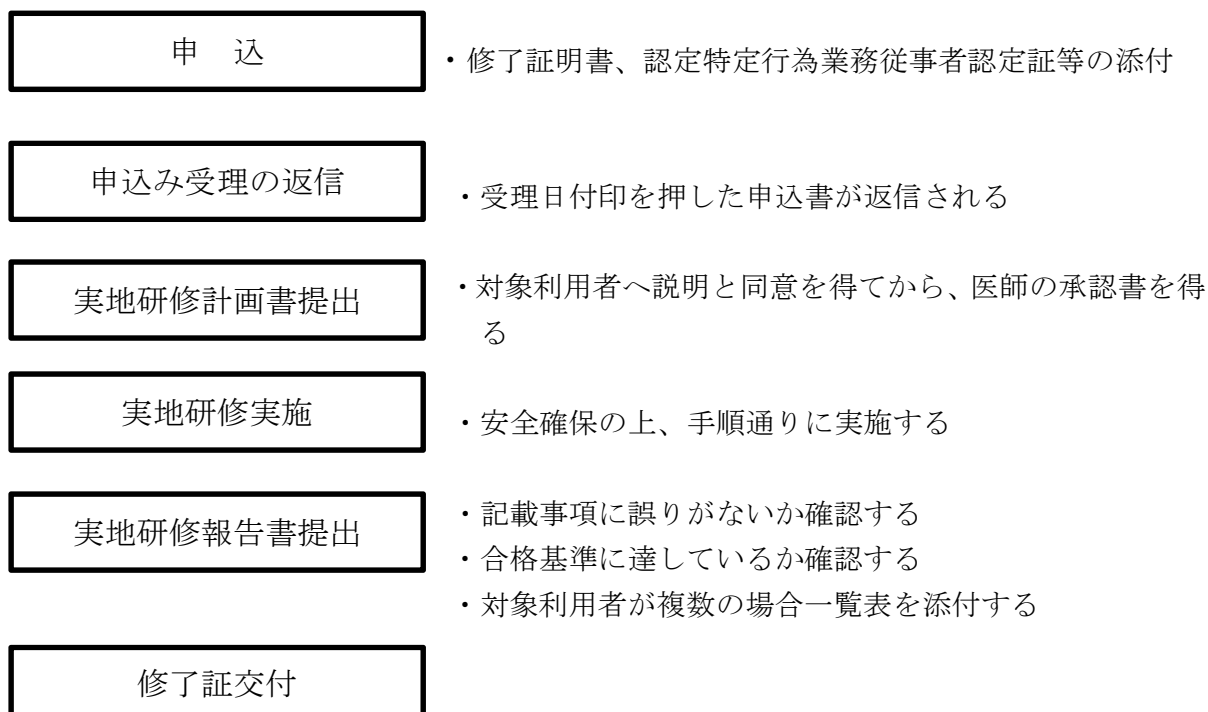 申　込
・修了証明書、認定特定行為業務従事者認定証等の添付
申込み受理の返信
・受理日付印を押した申込書が返信される
実地研修計画書提出
・対象利用者へ説明と同意を得てから、医師の承認書を得
る
実地研修実施
・安全確保の上、手順通りに実施する
実地研修報告書提出
・記載事項に誤りがないか確認する
・合格基準に達しているか確認する
・対象利用者が複数の場合一覧表を添付する
修了証交付